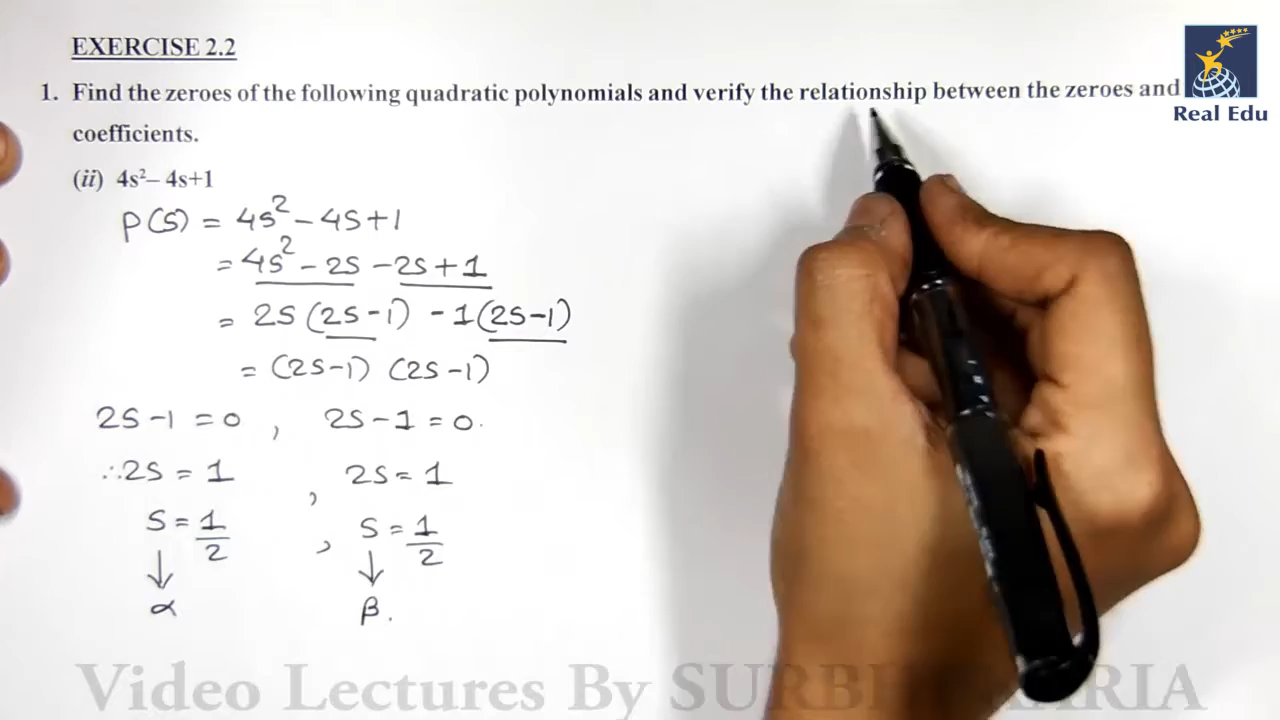 EXERCISE 2.2
1. Find the zeroes of the following quadratic polynomials and verify the relationship between the zeroes and
coefficients.
(ii) 4s²– 4s+1
P(S) = 4s² - 4s + 1
= 4s² - 2s - 2s + 1
= 2s (2s - 1) - 1 (2s - 1)
= (2s - 1) (2s - 1)
2s - 1 = 0 , 2s - 1 = 0.
∴ 2s = 1 , 2s = 1
s = 1/2 , s = 1/2
↓ ↓
α β.
Real Edu
Video Lectures By